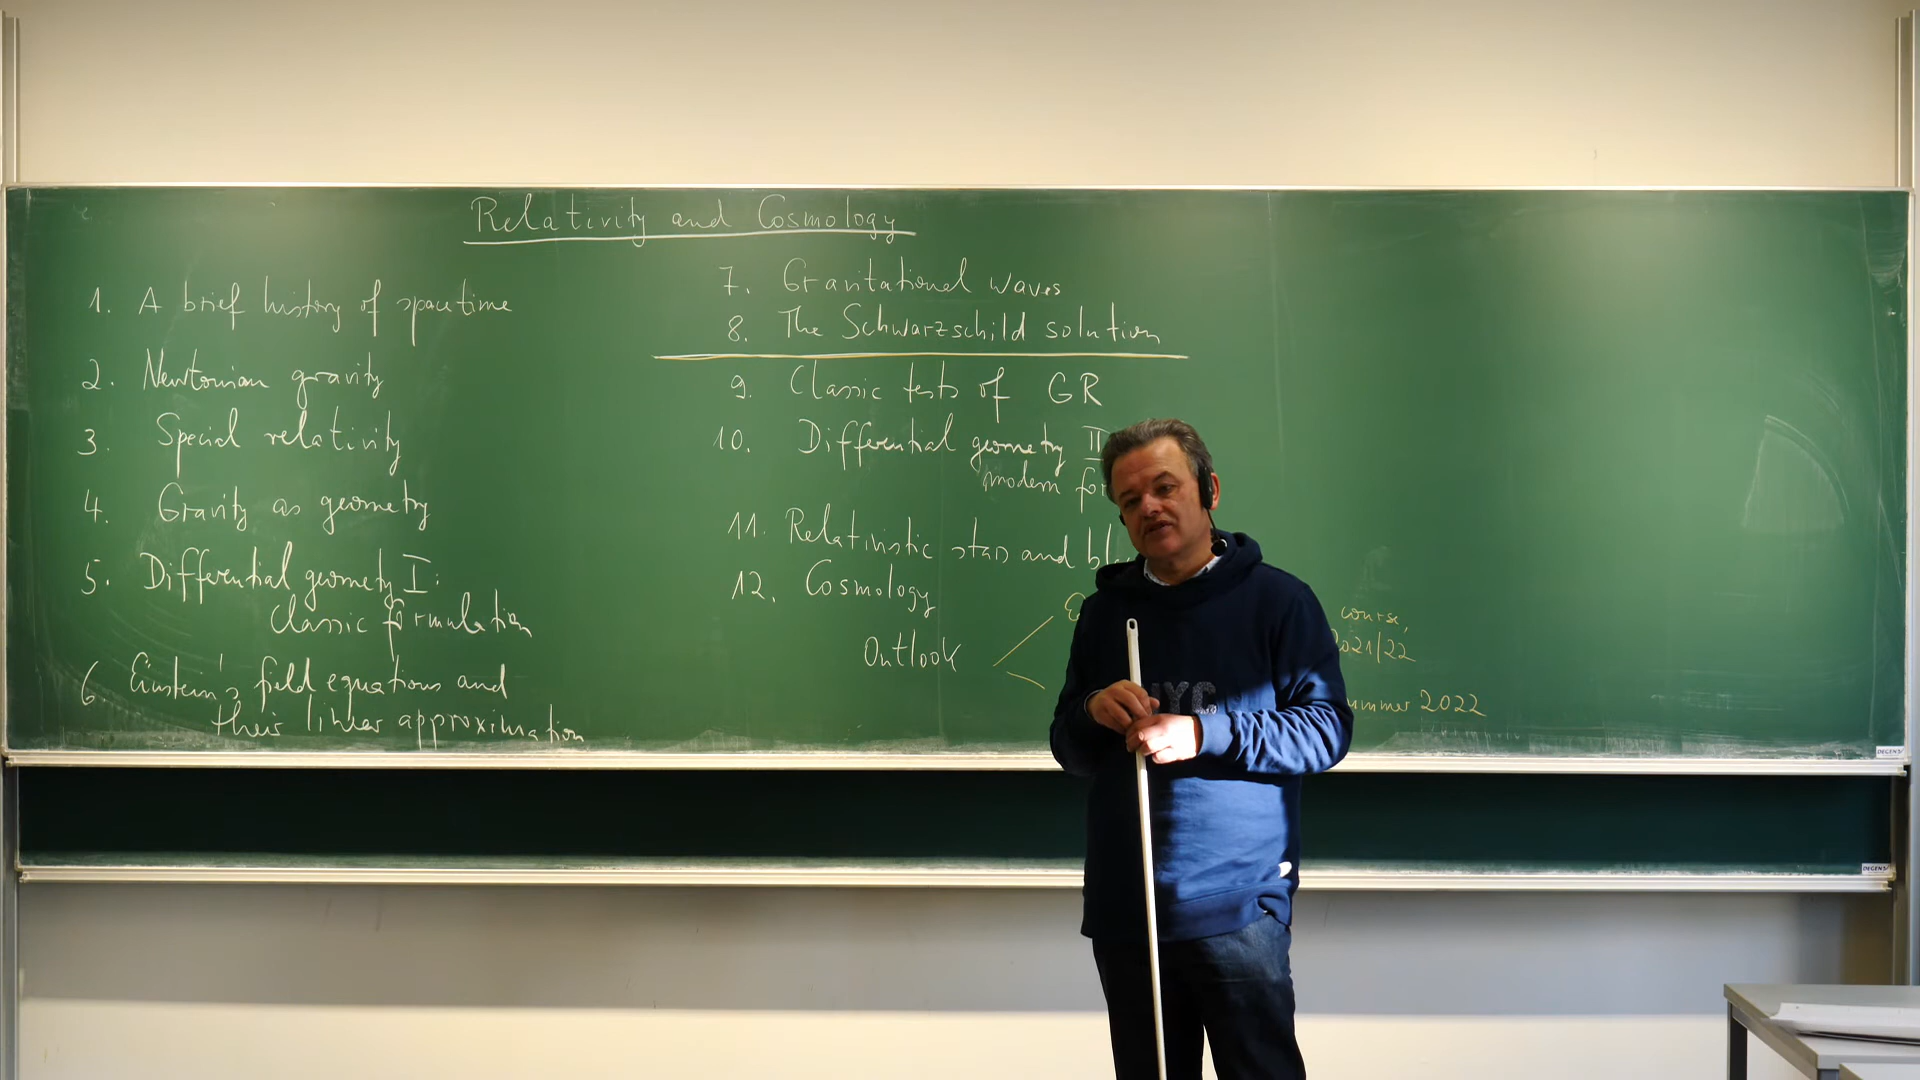 Relativity and Cosmology
1. A brief history of spacetime
2. Newtonian gravity
3. Special relativity
4. Gravity as geometry
5. Differential geometry I:
Classic formulation
6. Einstein's field equations and
their linear approximation
7. Gravitational waves
8. The Schwarzschild solution
9. Classic tests of GR
10. Differential geometry II
modern
11. Relativistic stars and
12. Cosmology
Outlook
course,
2021/22
2022
NYC
DEGEN
DEGEN